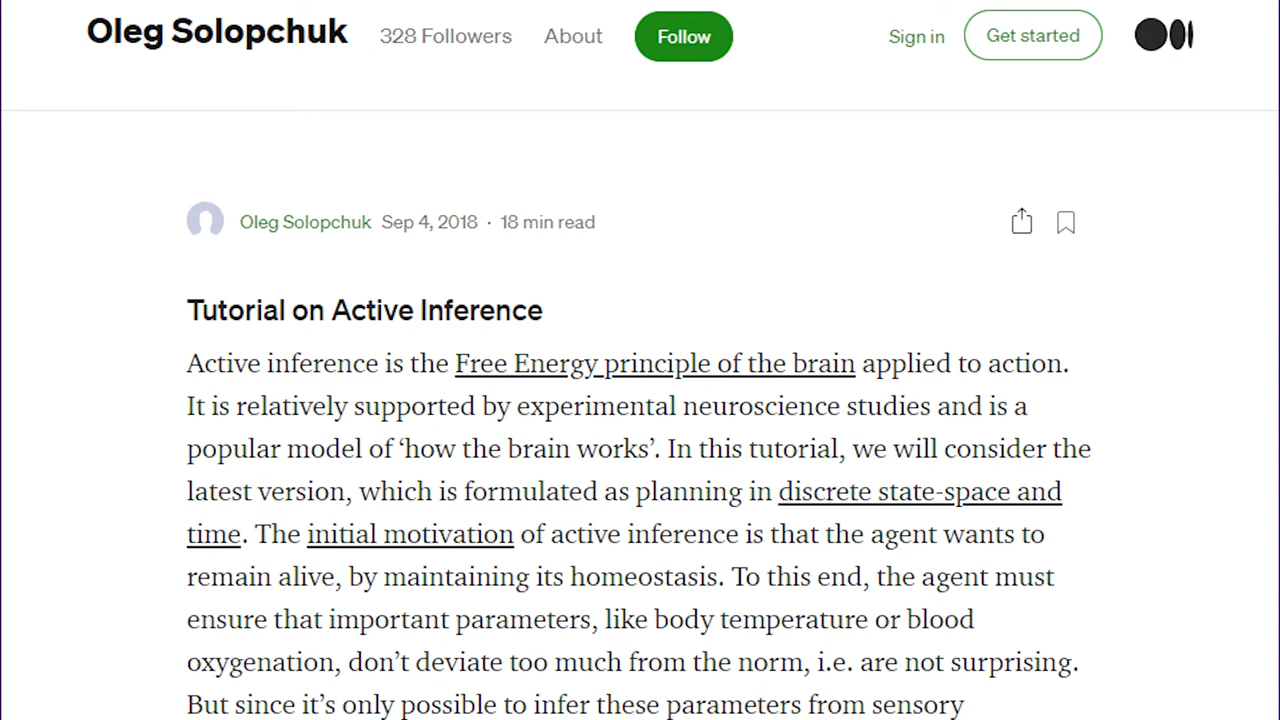 Oleg Solopchuk 328 Followers About Follow Sign in Get started
Oleg Solopchuk Sep 4, 2018 · 18 min read
Tutorial on Active Inference
Active inference is the Free Energy principle of the brain applied to action.
It is relatively supported by experimental neuroscience studies and is a
popular model of ‘how the brain works’. In this tutorial, we will consider the
latest version, which is formulated as planning in discrete state-space and
time. The initial motivation of active inference is that the agent wants to
remain alive, by maintaining its homeostasis. To this end, the agent must
ensure that important parameters, like body temperature or blood
oxygenation, don’t deviate too much from the norm, i.e. are not surprising.
But since it’s only possible to infer these parameters from sensory